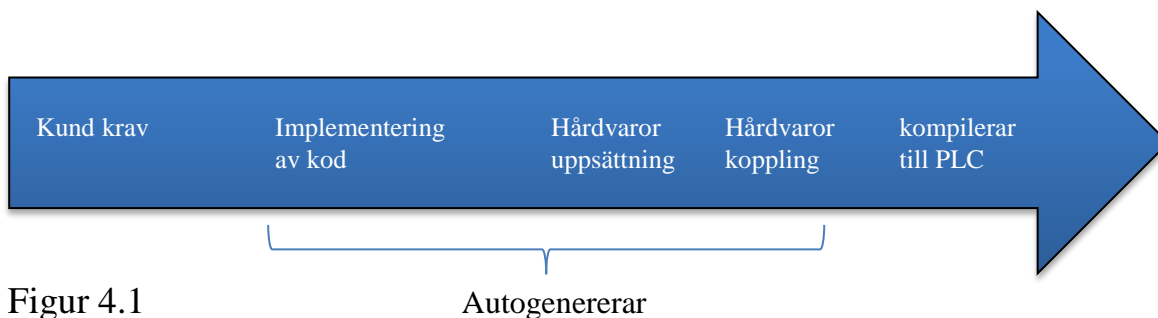 Kund krav
Implementering
av kod
Hårdvaror
uppsättning
Hårdvaror
koppling
kompilerar
till PLC
Autogenererar
Figur 4.1